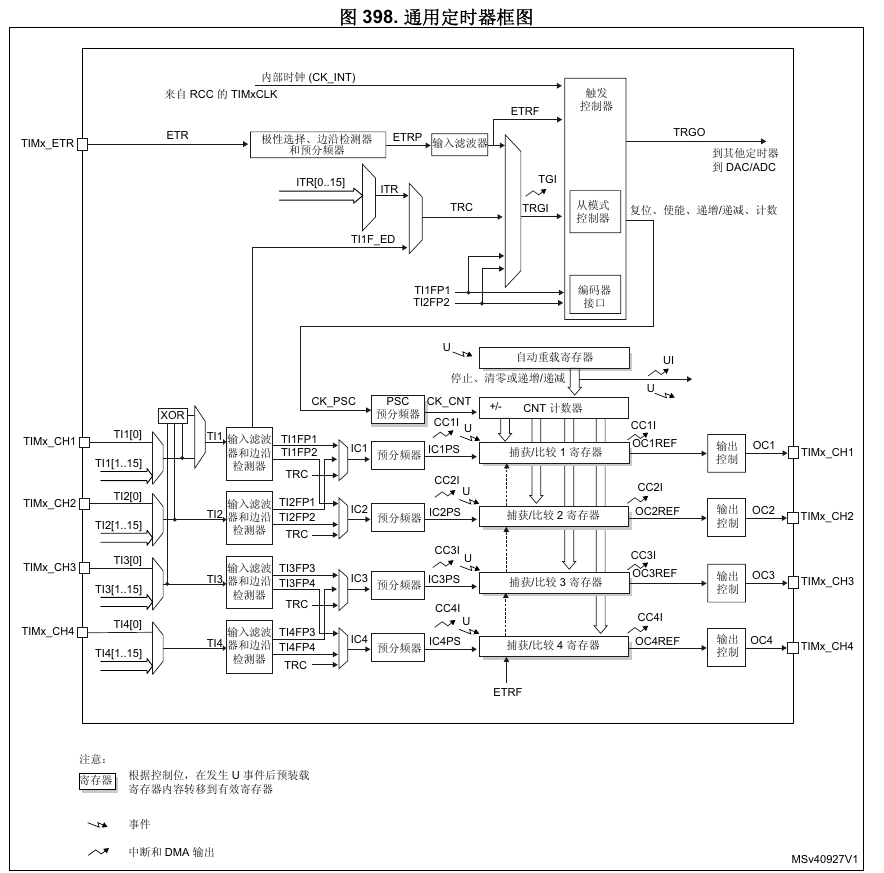 图 398. 通用定时器框图
内部时钟 (CK_INT)
来自 RCC 的 TIMxCLK
触发
控制器
ETRF
TIMx_ETR
ETR
极性选择、边沿检测器
和预分频器
ETRP
输入滤波器
TRGO
到其他定时器
到 DAC/ADC
ITR[0..15]
ITR
TGI
TRC
TRGI
从模式
控制器
复位、使能、递增/递减、计数
TI1F_ED
TI1FP1
TI2FP2
编码器
接口
U
自动重载寄存器
UI
停止、清零或递增/递减
U
CK_PSC
PSC
预分频器
CK_CNT
+/-
CNT 计数器
XOR
TIMx_CH1
TI1[0]
TI1[1..15]
TI1
输入滤波
器和边沿
检测器
TI1FP1
TI1FP2
TRC
IC1
预分频器
CC1I
U
IC1PS
捕获/比较 1 寄存器
CC1I
OC1REF
输出
控制
OC1
TIMx_CH1
TIMx_CH2
TI2[0]
TI2[1..15]
TI2
输入滤波
器和边沿
检测器
TI2FP1
TI2FP2
TRC
IC2
预分频器
CC2I
U
IC2PS
捕获/比较 2 寄存器
CC2I
OC2REF
输出
控制
OC2
TIMx_CH2
TIMx_CH3
TI3[0]
TI3[1..15]
TI3
输入滤波
器和边沿
检测器
TI3FP3
TI3FP4
TRC
IC3
预分频器
CC3I
U
IC3PS
捕获/比较 3 寄存器
CC3I
OC3REF
输出
控制
OC3
TIMx_CH3
TIMx_CH4
TI4[0]
TI4[1..15]
TI4
输入滤波
器和边沿
检测器
TI4FP3
TI4FP4
TRC
IC4
预分频器
CC4I
U
IC4PS
捕获/比较 4 寄存器
CC4I
OC4REF
输出
控制
OC4
TIMx_CH4
ETRF
注意：
寄存器
根据控制位，在发生 U 事件后预装载
寄存器内容转移到有效寄存器
事件
中断和 DMA 输出
MSv40927V1